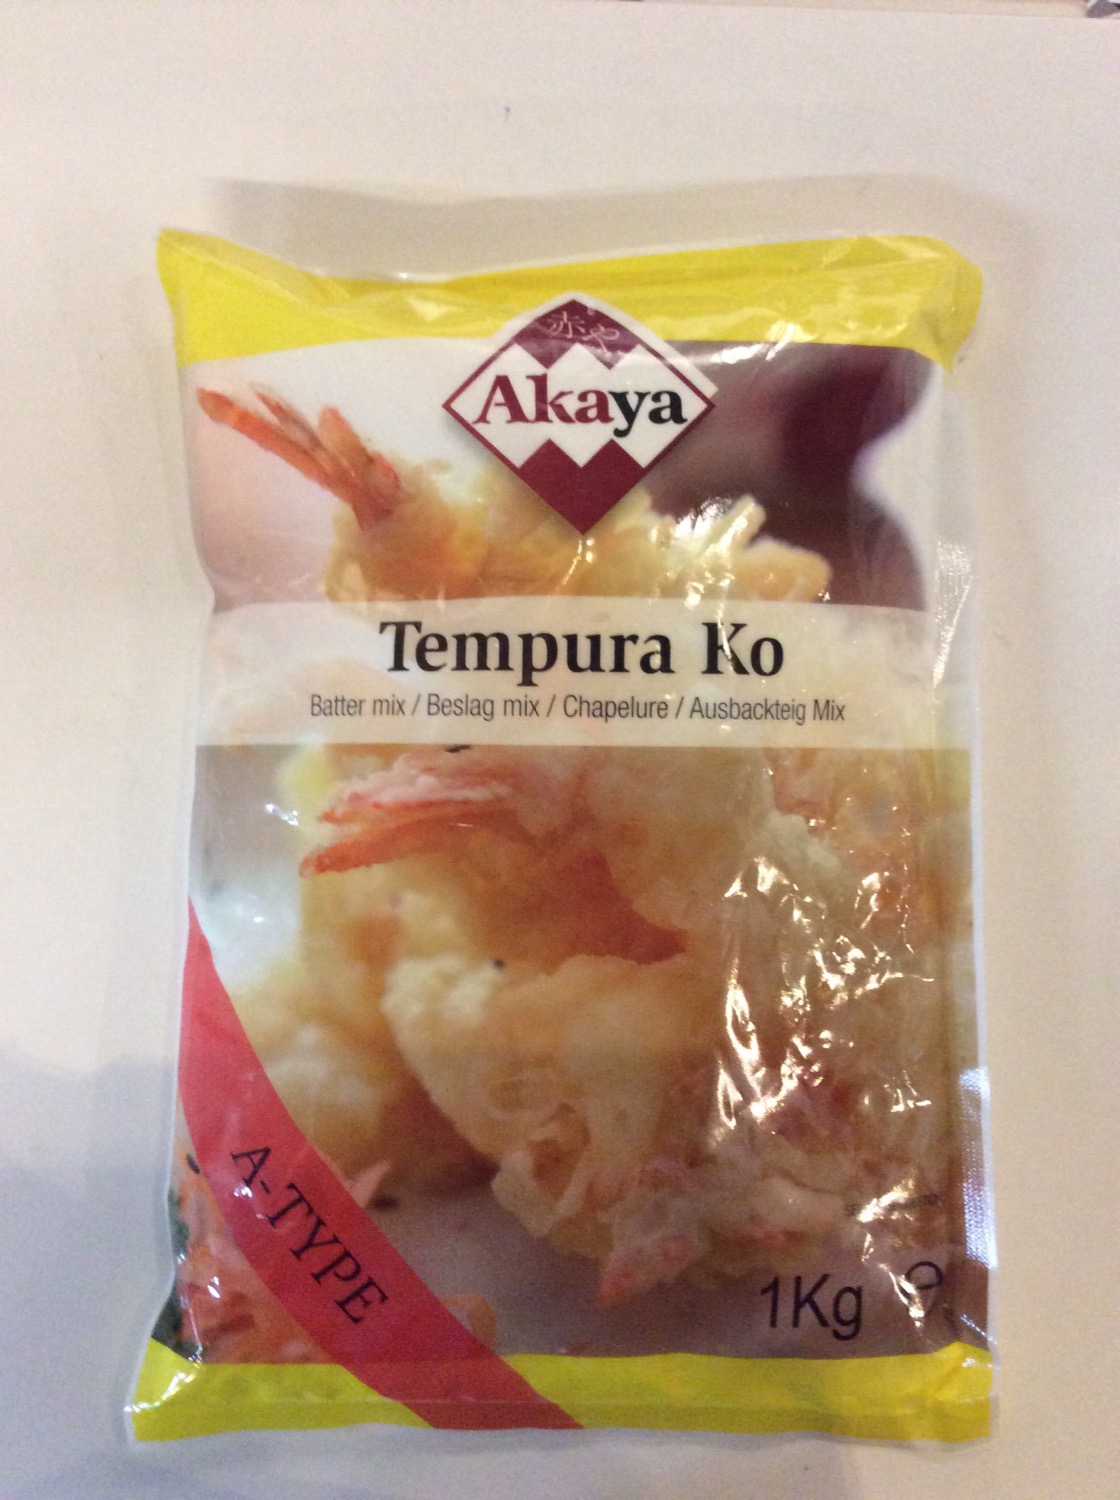 赤や
Akaya
Tempura Ko
Batter mix / Beslag mix / Chapelure / Ausbackteig Mix
A-TYPE
1Kg ℮